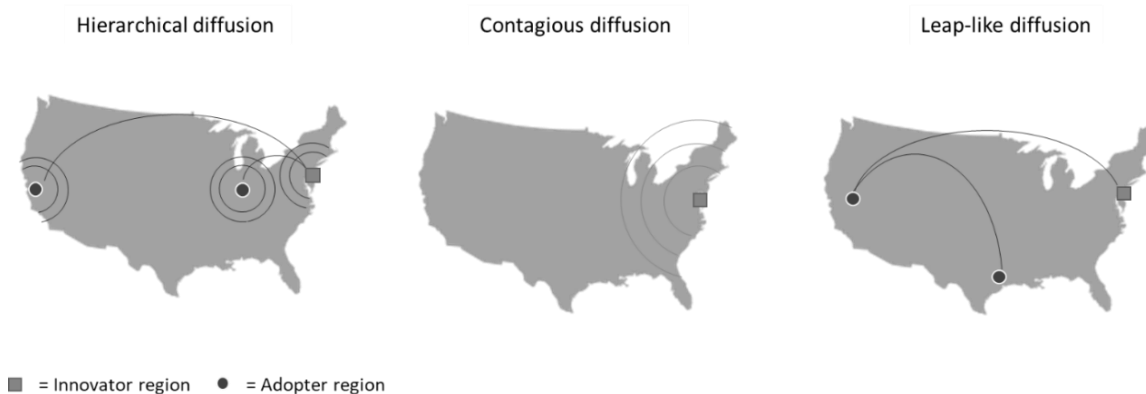 Hierarchical diffusion
Contagious diffusion
Leap-like diffusion
= Innovator region
= Adopter region